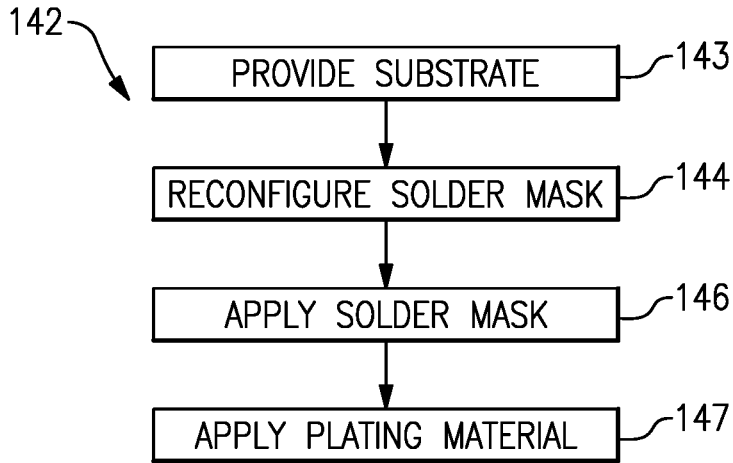 142
PROVIDE SUBSTRATE 143
RECONFIGURE SOLDER MASK 144
APPLY SOLDER MASK 146
APPLY PLATING MATERIAL 147